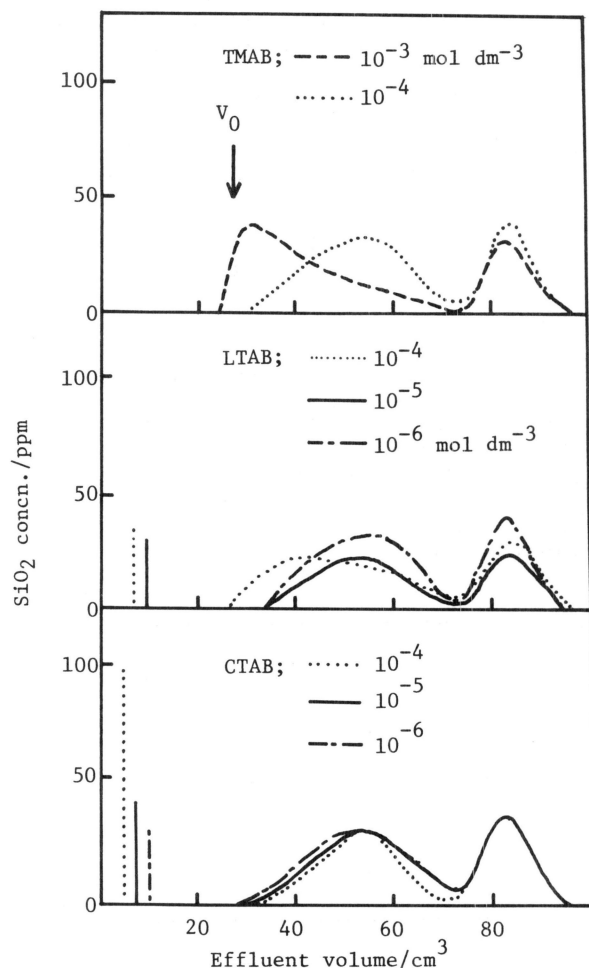 TMAB; 10⁻³ mol dm⁻³
10⁻⁴
100
V₀
50
0
LTAB; 10⁻⁴
10⁻⁵
10⁻⁶ mol dm⁻³
100
50
0
SiO₂ concn./ppm
CTAB; 10⁻⁴
10⁻⁵
10⁻⁶
100
50
0
20 40 60 80
Effluent volume/cm³